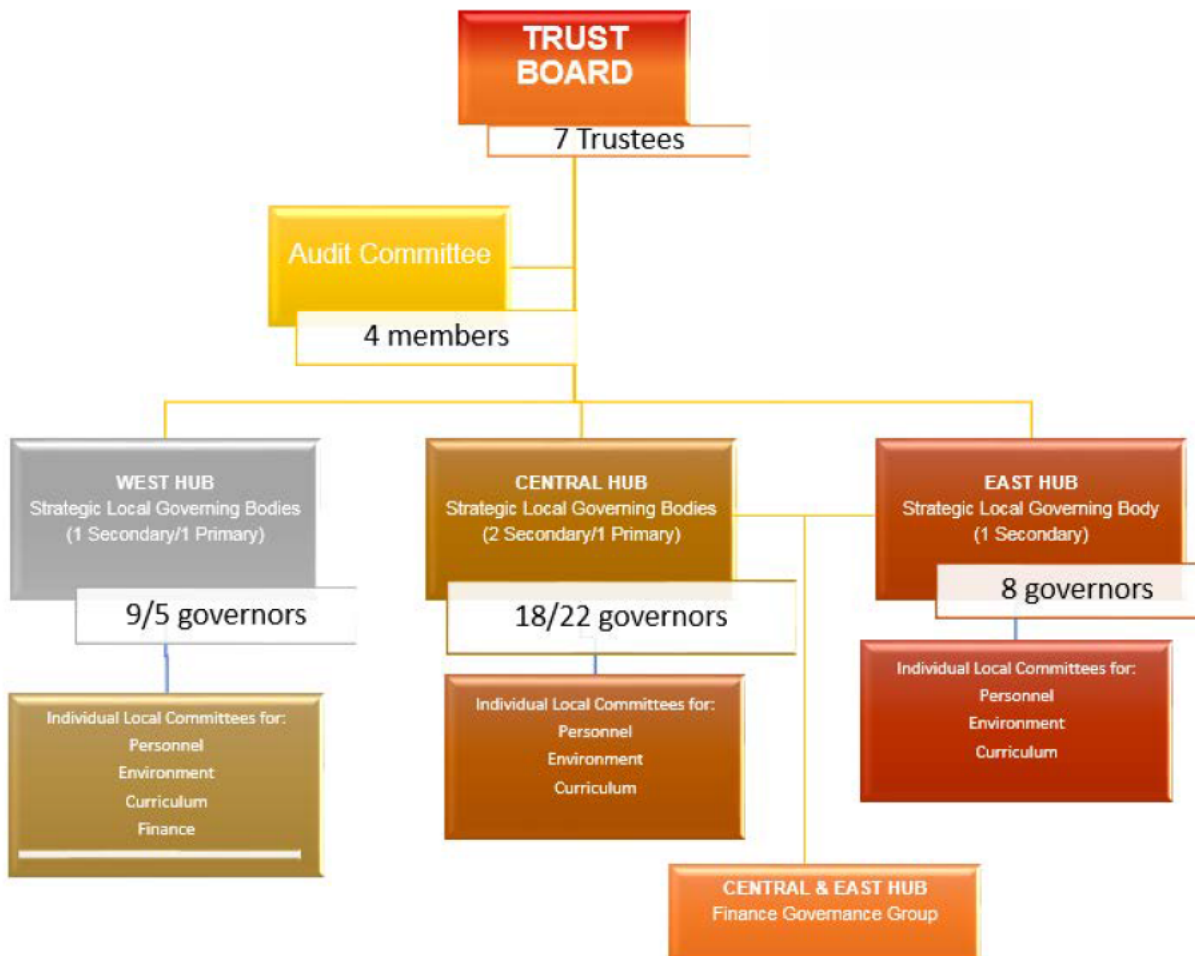 TRUST
BOARD
7 Trustees
Audit Committee
4 members
WEST HUB
Strategic Local Governing Bodies
(1 Secondary/1 Primary)
9/5 governors
CENTRAL HUB
Strategic Local Governing Bodies
(2 Secondary/1 Primary)
18/22 governors
EAST HUB
Strategic Local Governing Body
(1 Secondary)
8 governors
Individual Local Committees for:
Personnel
Environment
Curriculum
Finance
Individual Local Committees for:
Personnel
Environment
Curriculum
Individual Local Committees for:
Personnel
Environment
Curriculum
CENTRAL & EAST HUB
Finance Governance Group